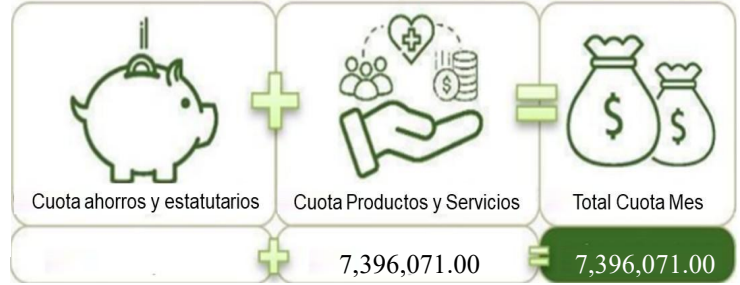 Cuota ahorros y estatutarios
Cuota Productos y Servicios
Total Cuota Mes
7,396,071.00
7,396,071.00